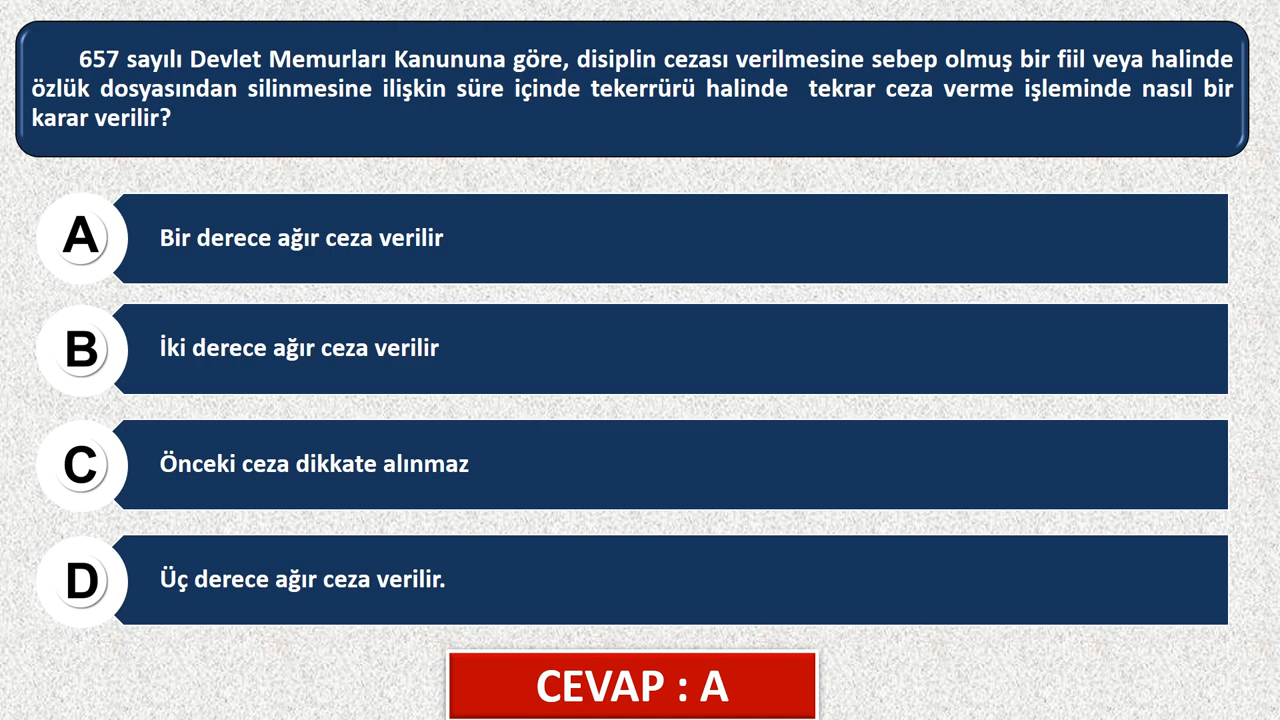 657 sayılı Devlet Memurları Kanununa göre, disiplin cezası verilmesine sebep olmuş bir fiil veya halinde
özlük dosyasından silinmesine ilişkin süre içinde tekerrürü halinde tekrar ceza verme işleminde nasıl bir
karar verilir?
A
Bir derece ağır ceza verilir
B
İki derece ağır ceza verilir
C
Önceki ceza dikkate alınmaz
D
Üç derece ağır ceza verilir.
CEVAP : A